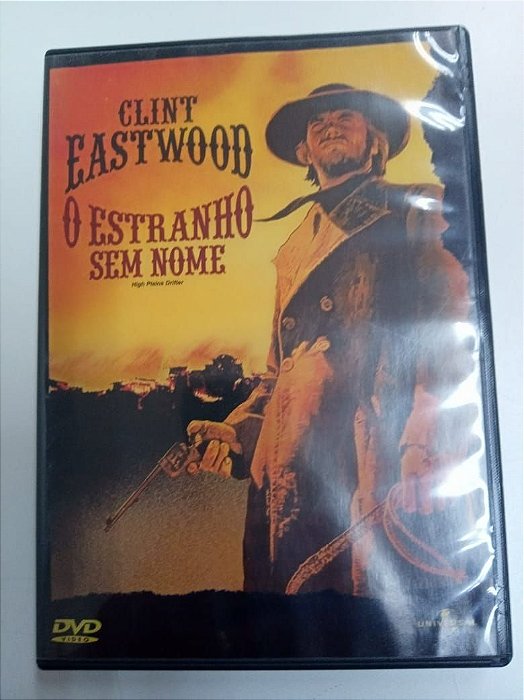 CLINT
EASTWOOD
O ESTRANHO
SEM NOME
High Plains Drifter
DVD
VIDEO
UNIVERSAL